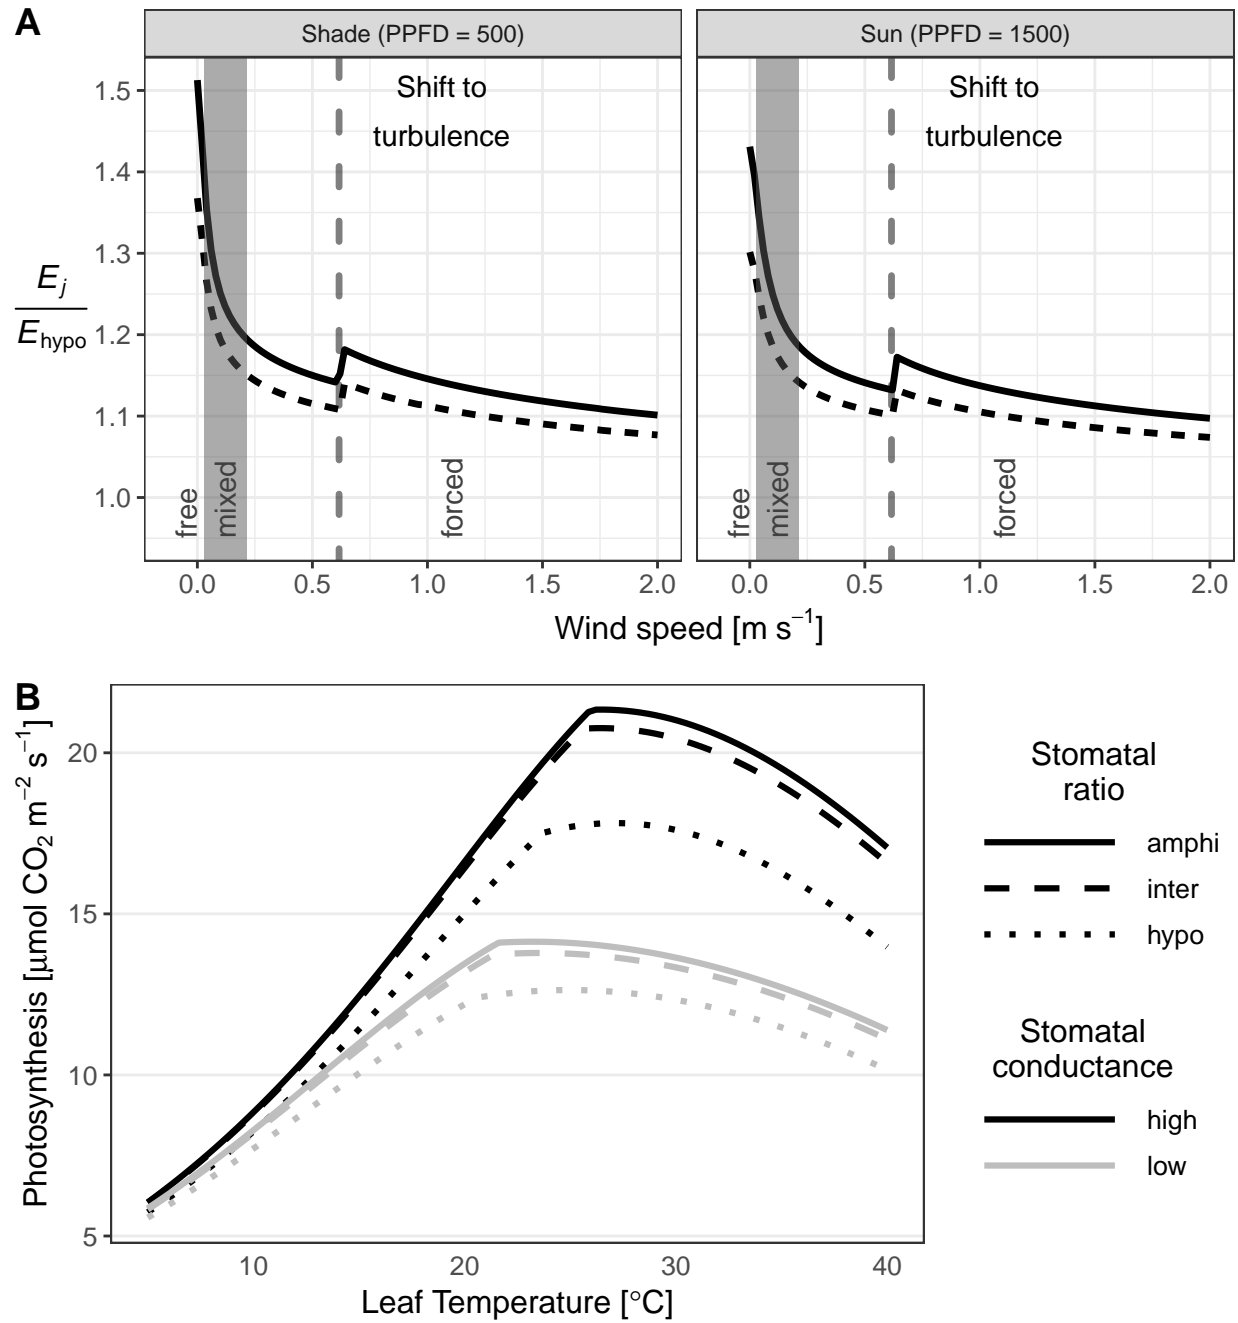 A
Shade (PPFD = 500)
Sun (PPFD = 1500)
Shift to
turbulence
Shift to
turbulence
1.5
1.4
1.3
1.2
1.1
1.0
E_j
E_hypo
free
mixed
forced
free
mixed
forced
0.0 0.5 1.0 1.5 2.0
0.0 0.5 1.0 1.5 2.0
Wind speed [m s⁻¹]
B
Photosynthesis [μmol CO₂ m⁻² s⁻¹]
20
15
10
5
10 20 30 40
Leaf Temperature [°C]
Stomatal
ratio
amphi
inter
hypo
Stomatal
conductance
high
low